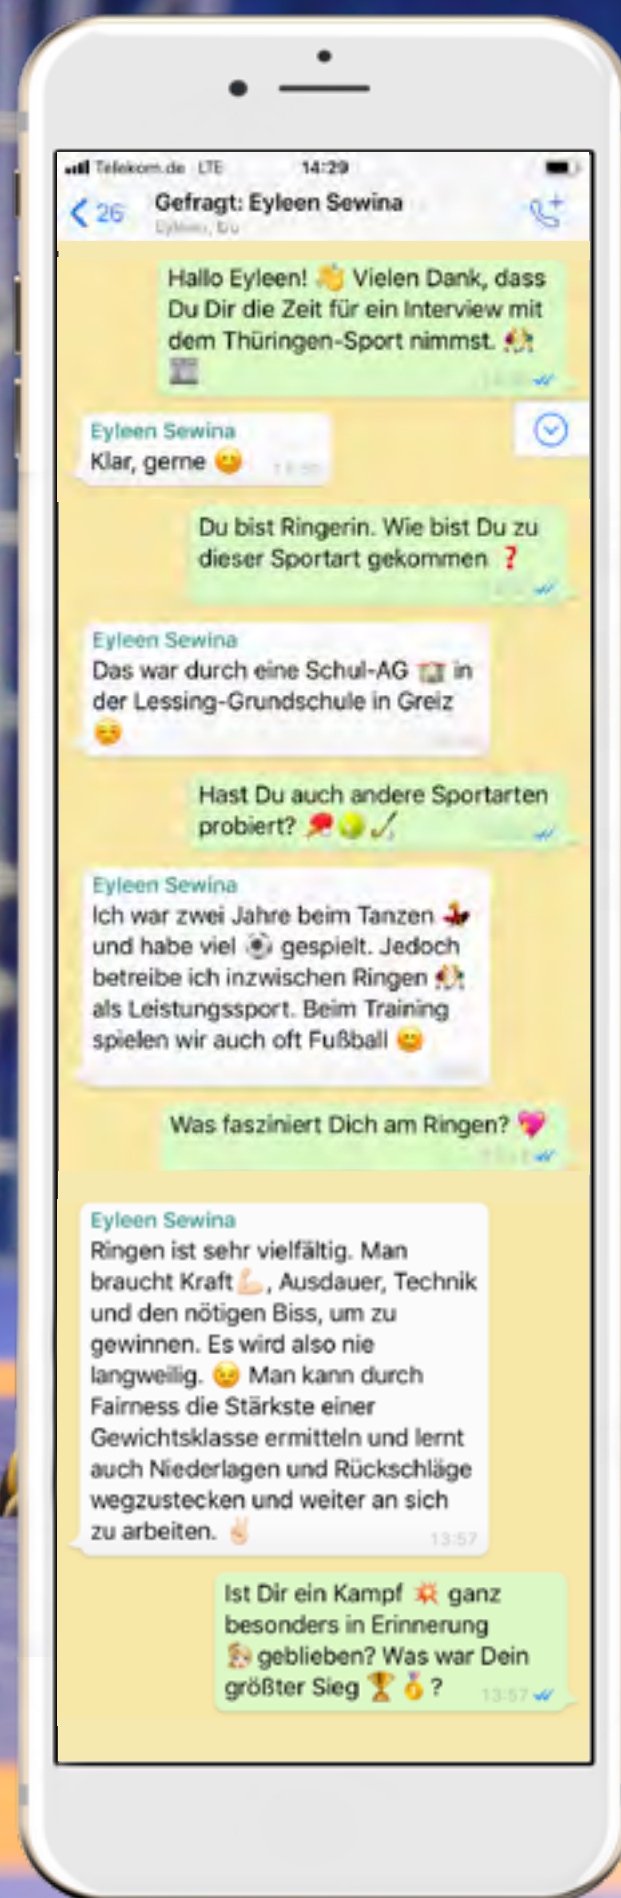 Telekom.de LTE 14:29
26 Gefragt: Eyleen Sewina
Eyleen, Du
Hallo Eyleen! 👋 Vielen Dank, dass
Du Dir die Zeit für ein Interview mit
dem Thüringen-Sport nimmst. 🤼
Eyleen Sewina
Klar, gerne 😊
Du bist Ringerin. Wie bist Du zu
dieser Sportart gekommen ❓
Eyleen Sewina
Das war durch eine Schul-AG 🏫 in
der Lessing-Grundschule in Greiz
☺️
Hast Du auch andere Sportarten
probiert? 🏓🎾🏑
Eyleen Sewina
Ich war zwei Jahre beim Tanzen 💃
und habe viel ⚽ gespielt. Jedoch
betreibe ich inzwischen Ringen 🤼
als Leistungssport. Beim Training
spielen wir auch oft Fußball 😊
Was fasziniert Dich am Ringen? 💖
Eyleen Sewina
Ringen ist sehr vielfältig. Man
braucht Kraft💪🏻, Ausdauer, Technik
und den nötigen Biss, um zu
gewinnen. Es wird also nie
langweilig. 😉 Man kann durch
Fairness die Stärkste einer
Gewichtsklasse ermitteln und lernt
auch Niederlagen und Rückschläge
wegzustecken und weiter an sich
zu arbeiten. ✌🏻
13:57
Ist Dir ein Kampf 💥 ganz
besonders in Erinnerung
geblieben? Was war Dein
größter Sieg 🏆🥇?
13:57